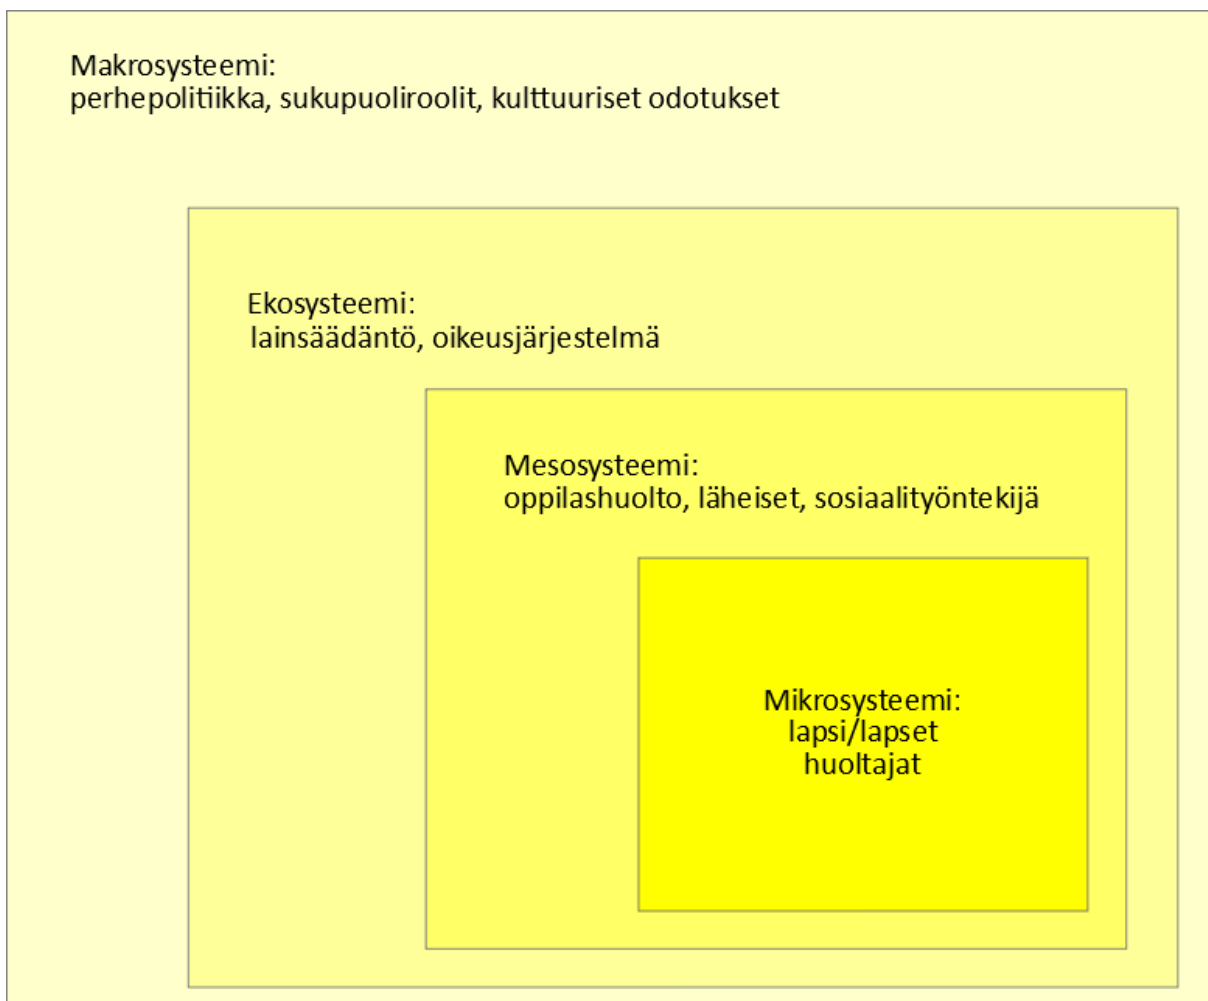 Makrosysteemi:
perhepolitiikka, sukupuoliroolit, kulttuuriset odotukset
Ekosysteemi:
lainsäädäntö, oikeusjärjestelmä
Mesosysteemi:
oppilashuolto, läheiset, sosiaalityöntekijä
Mikrosysteemi:
lapsi/lapset
huoltajat